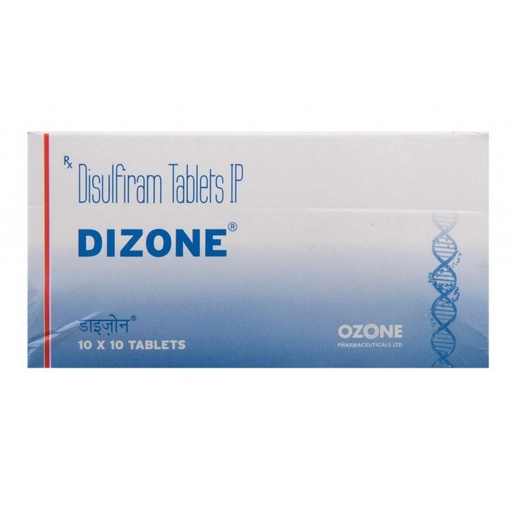 Rx Disulfiram Tablets IP
DIZONE®
डाइज़ोन®
10 X 10 TABLETS
OZONE
PHARMACEUTICALS LTD